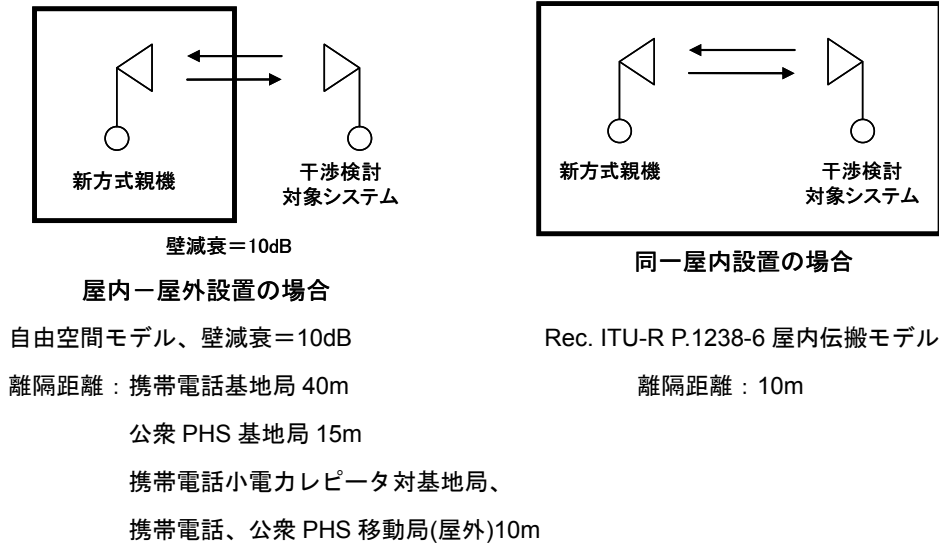 新方式親機
干渉検討
対象システム
壁減衰=10dB
屋内－屋外設置の場合
自由空間モデル、壁減衰＝10dB
離隔距離：携帯電話基地局 40m
公衆 PHS 基地局 15m
携帯電話小電力レピータ対基地局、
携帯電話、公衆 PHS 移動局(屋外)10m
新方式親機
干渉検討
対象システム
同一屋内設置の場合
Rec. ITU-R P.1238-6 屋内伝搬モデル
離隔距離：10m